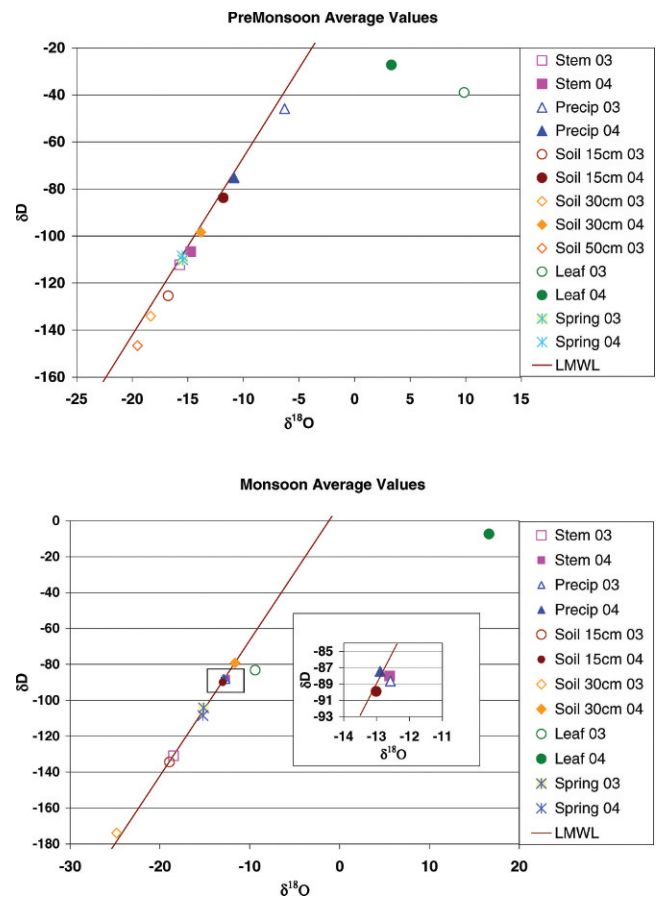 PreMonsoon Average Values
-20
-40
-60
-80
-100
-120
-140
-160
δD
-25 -20 -15 -10 -5 0 5 10 15
δ18O
Stem 03
Stem 04
Precip 03
Precip 04
Soil 15cm 03
Soil 15cm 04
Soil 30cm 03
Soil 30cm 04
Soil 50cm 03
Leaf 03
Leaf 04
Spring 03
Spring 04
LMWL
Monsoon Average Values
0
-20
-40
-60
-80
-100
-120
-140
-160
-180
δD
-30 -20 -10 0 10 20
δ18O
-85
-87
-89
-91
-93
δD
-14 -13 -12 -11
δ18O
Stem 03
Stem 04
Precip 03
Precip 04
Soil 15cm 03
Soil 15cm 04
Soil 30cm 03
Soil 30cm 04
Leaf 03
Leaf 04
Spring 03
Spring 04
LMWL